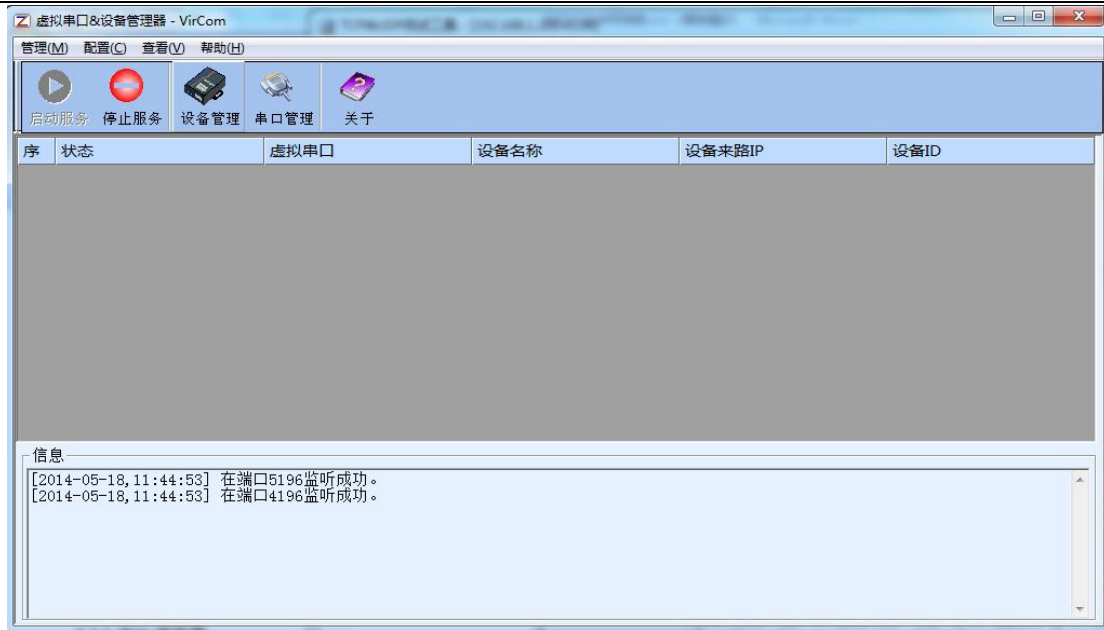 虚拟串口&设备管理器 - VirCom
管理(M) 配置(C) 查看(V) 帮助(H)
启动服务 停止服务 设备管理 串口管理 关于
序 状态 虚拟串口 设备名称 设备来路IP 设备ID
信息
[2014-05-18,11:44:53] 在端口5196监听成功。
[2014-05-18,11:44:53] 在端口4196监听成功。